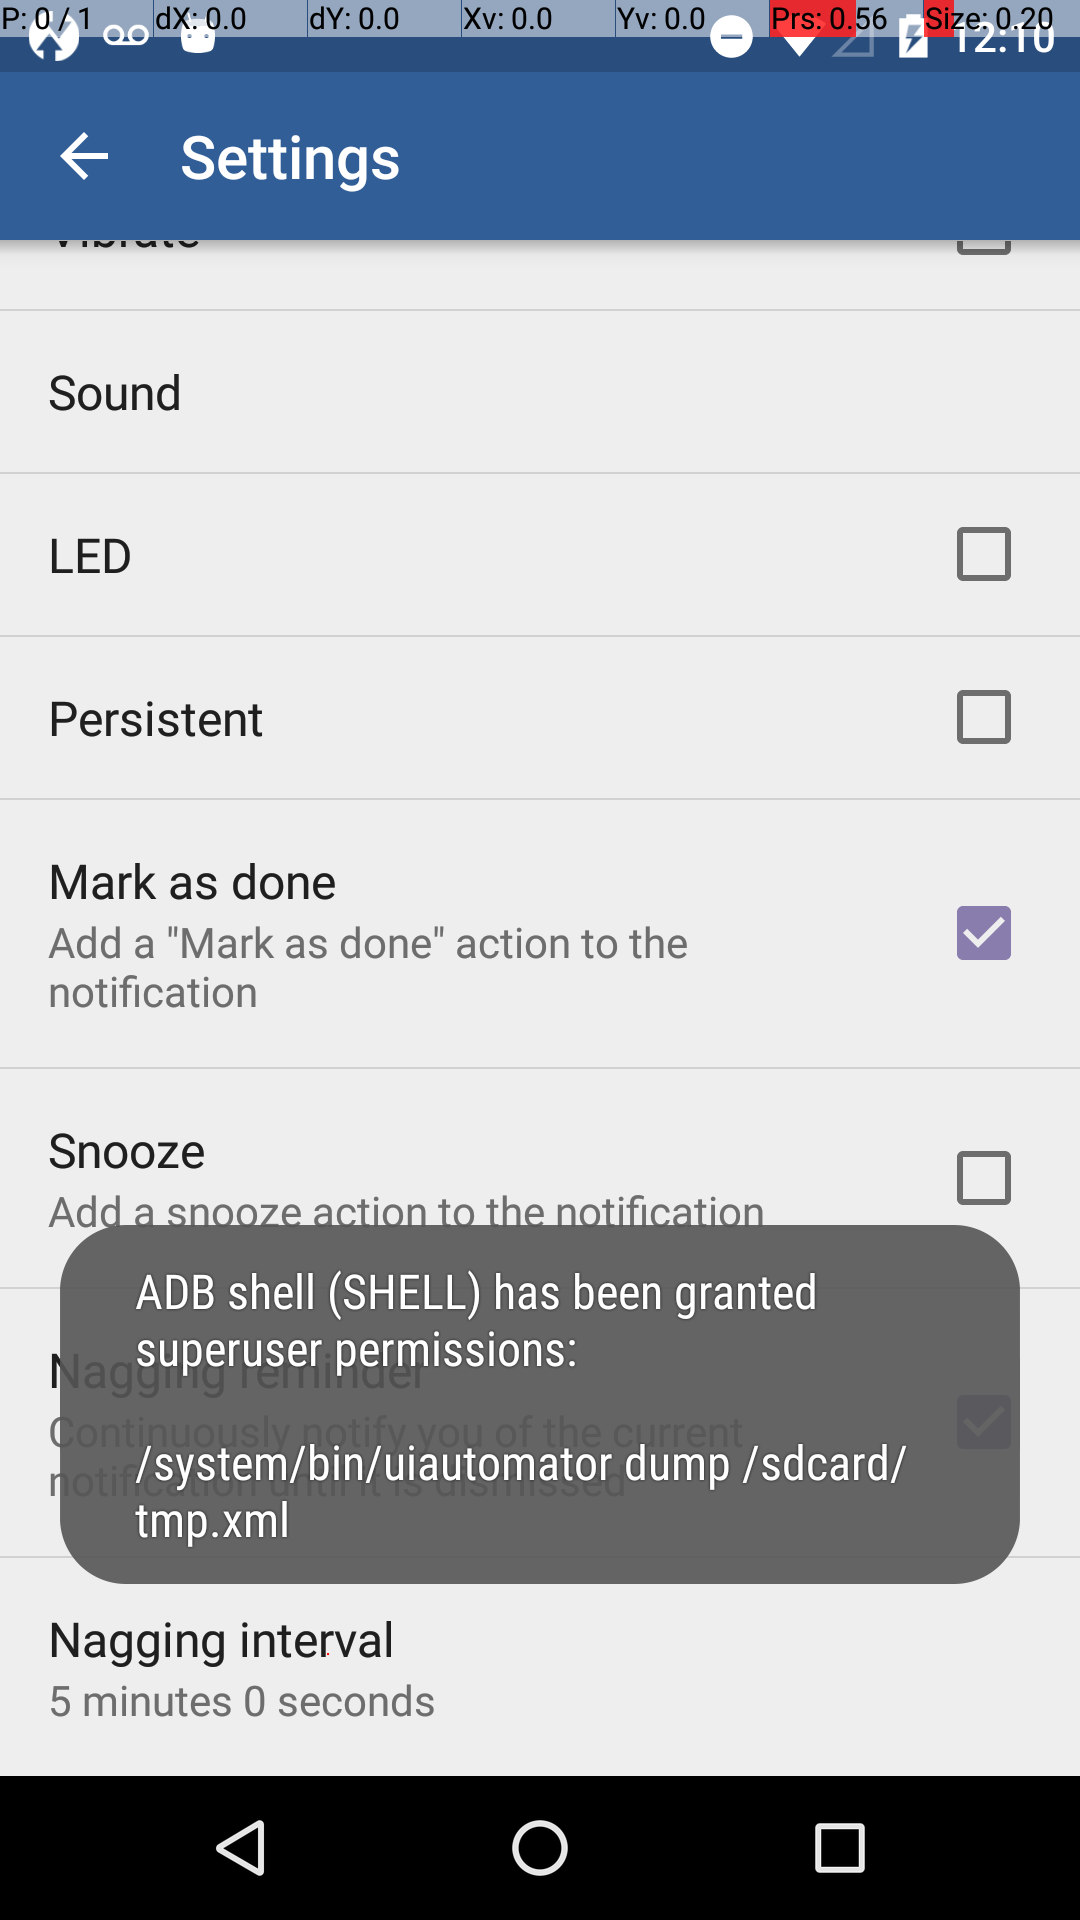 P: 0 / 1 dX: 0.0 dY: 0.0 Xv: 0.0 Yv: 0.0 Prs: 0.56 Size: 0.20
12:10
Settings
Vibrate
Sound
LED
Persistent
Mark as done
Add a "Mark as done" action to the
notification
Snooze
Add a snooze action to the notification
ADB shell (SHELL) has been granted
superuser permissions:
Nagging reminder
Continuously notify you of the current
/system/bin/uiautomator dump /sdcard/
notification until it is dismissed
tmp.xml
Nagging interval
5 minutes 0 seconds